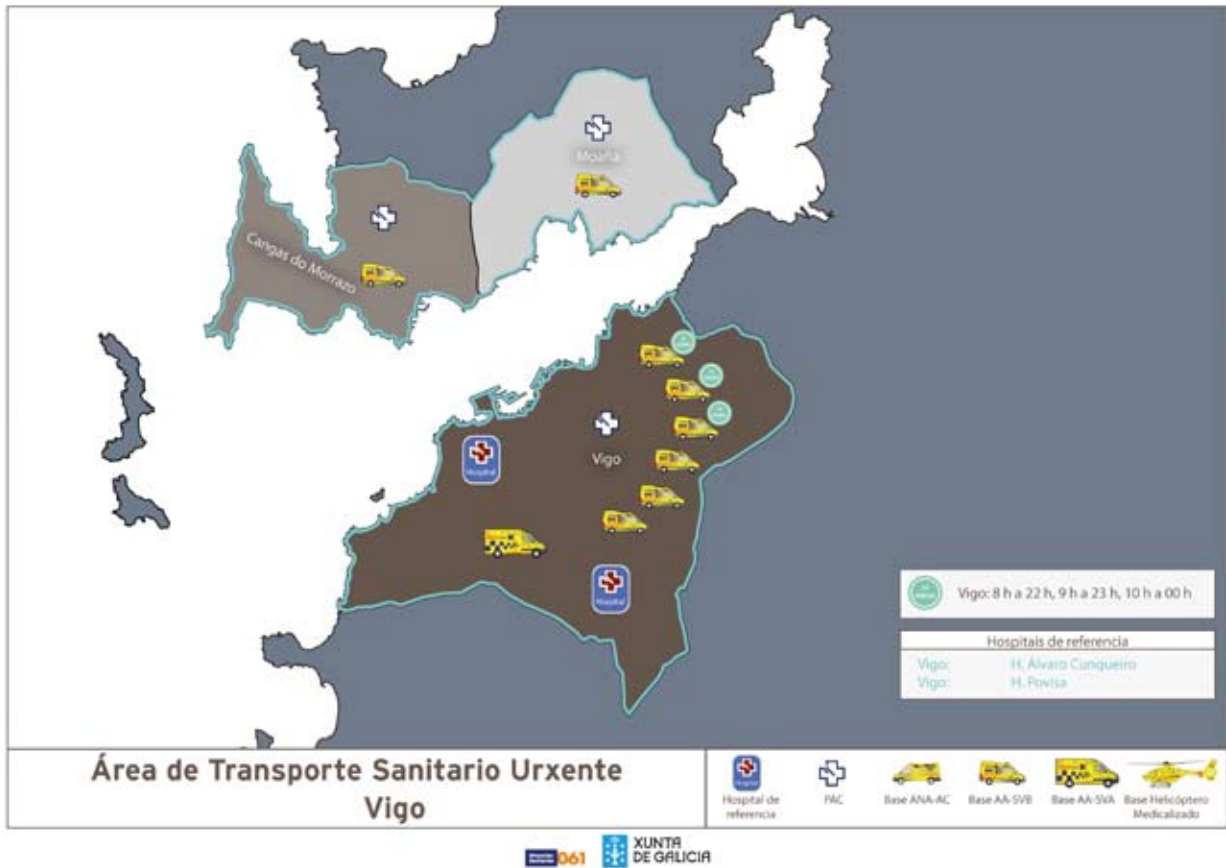 Moaña
Cangas do Morrazo
Vigo
Hospital
Hospital
Vigo: 8 h a 22 h, 9 h a 23 h, 10 h a 00 h
Hospitais de referencia
Vigo: H. Álvaro Cunqueiro
Vigo: H. Povisa
Área de Transporte Sanitario Urxente
Vigo
Hospital
Hospital de
referencia
PAC
Base ANA-AC
Base AA-SVB
Base AA-SVA
Base Helicóptero
Medicalizado
061
XUNTA
DE GALICIA